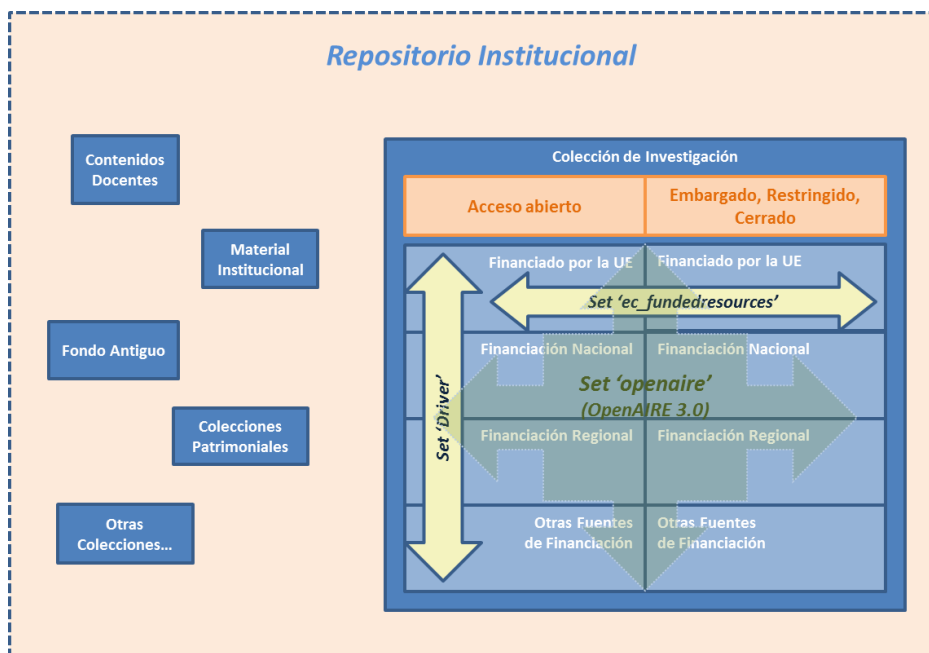 Repositorio Institucional
Contenidos
Docentes
Material
Institucional
Fondo Antiguo
Colecciones
Patrimoniales
Otras
Colecciones...
Colección de Investigación
Acceso abierto
Embargado, Restringido,
Cerrado
Financiado por la UE
Financiado por la UE
Set ‘ec_fundedresources’
Financiación Nacional
Financiación Nacional
Set ‘openaire’
(OpenAIRE 3.0)
Set ‘Driver’
Financiación Regional
Financiación Regional
Otras Fuentes
de Financiación
Otras Fuentes
de Financiación